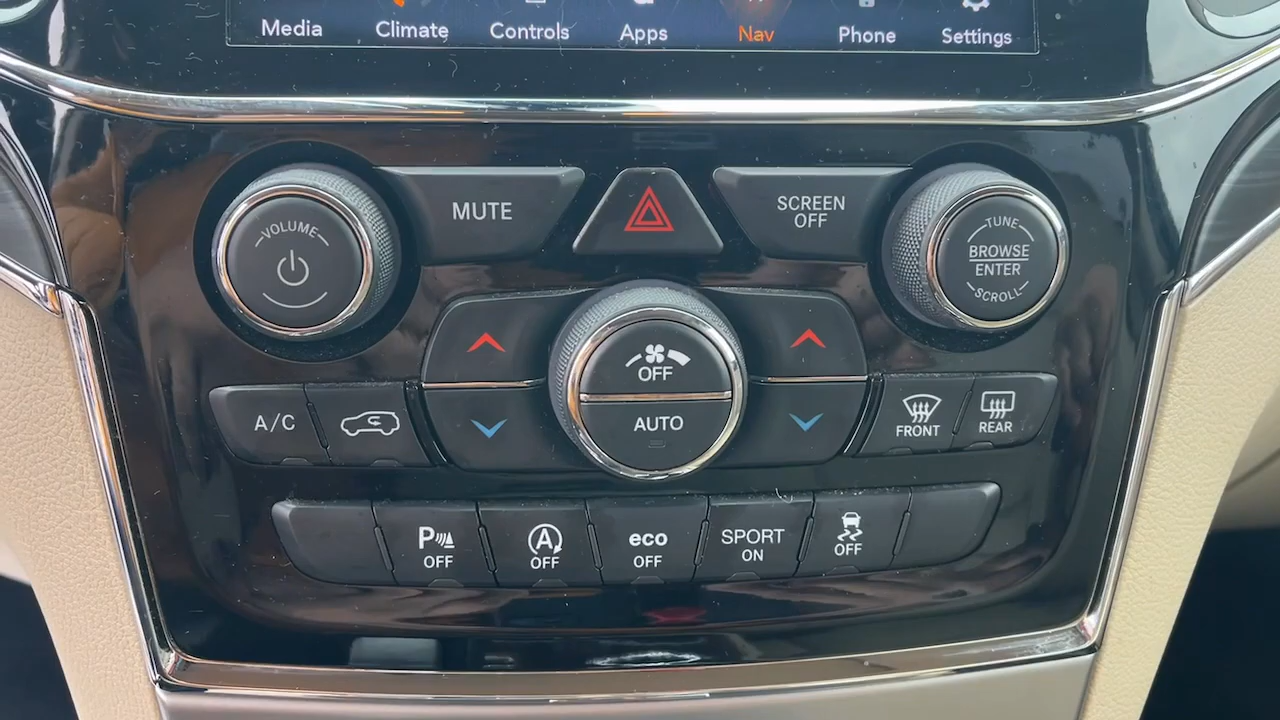 Media Climate Controls Apps Nav Phone Settings
VOLUME
MUTE
SCREEN
OFF
TUNE
BROWSE
ENTER
SCROLL
OFF
AUTO
A/C
FRONT
REAR
P
OFF
A
OFF
eco
OFF
SPORT
ON
OFF